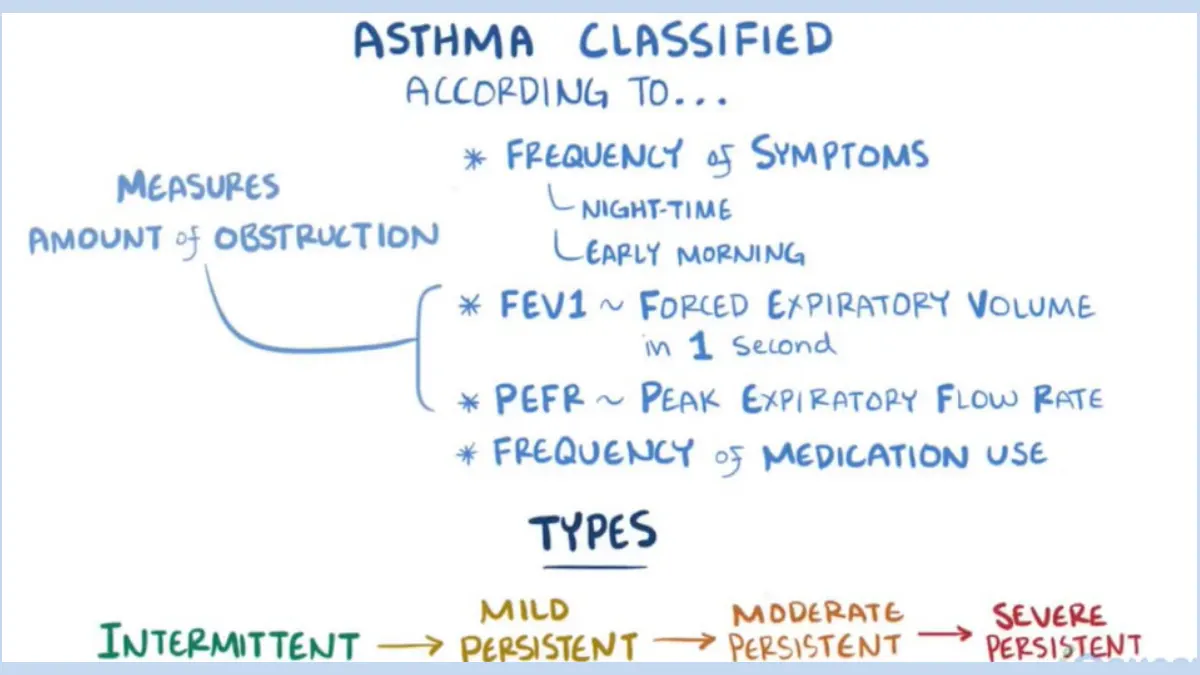 ASTHMA CLASSIFIED
ACCORDING TO...
MEASURES
AMOUNT of OBSTRUCTION
* FREQUENCY of SYMPTOMS
NIGHT-TIME
EARLY MORNING
* FEV1 ~ FORCED EXPIRATORY VOLUME
in 1 Second
* PEFR ~ PEAK EXPIRATORY FLOW RATE
* FREQUENCY of MEDICATION USE
TYPES
INTERMITTENT → MILD PERSISTENT → MODERATE PERSISTENT → SEVERE PERSISTENT